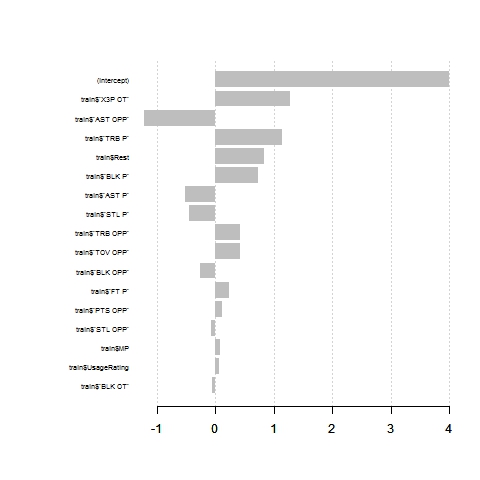 (Intercept)
train$`X3P OT`
train$`AST OPP`
train$`TRB P`
train$Rest
train$`BLK P`
train$`AST P`
train$`STL P`
train$`TRB OPP`
train$`TOV OPP`
train$`BLK OPP`
train$`FT P`
train$`PTS OPP`
train$`STL OPP`
train$MP
train$UsageRating
train$`BLK OT`
-1 0 1 2 3 4